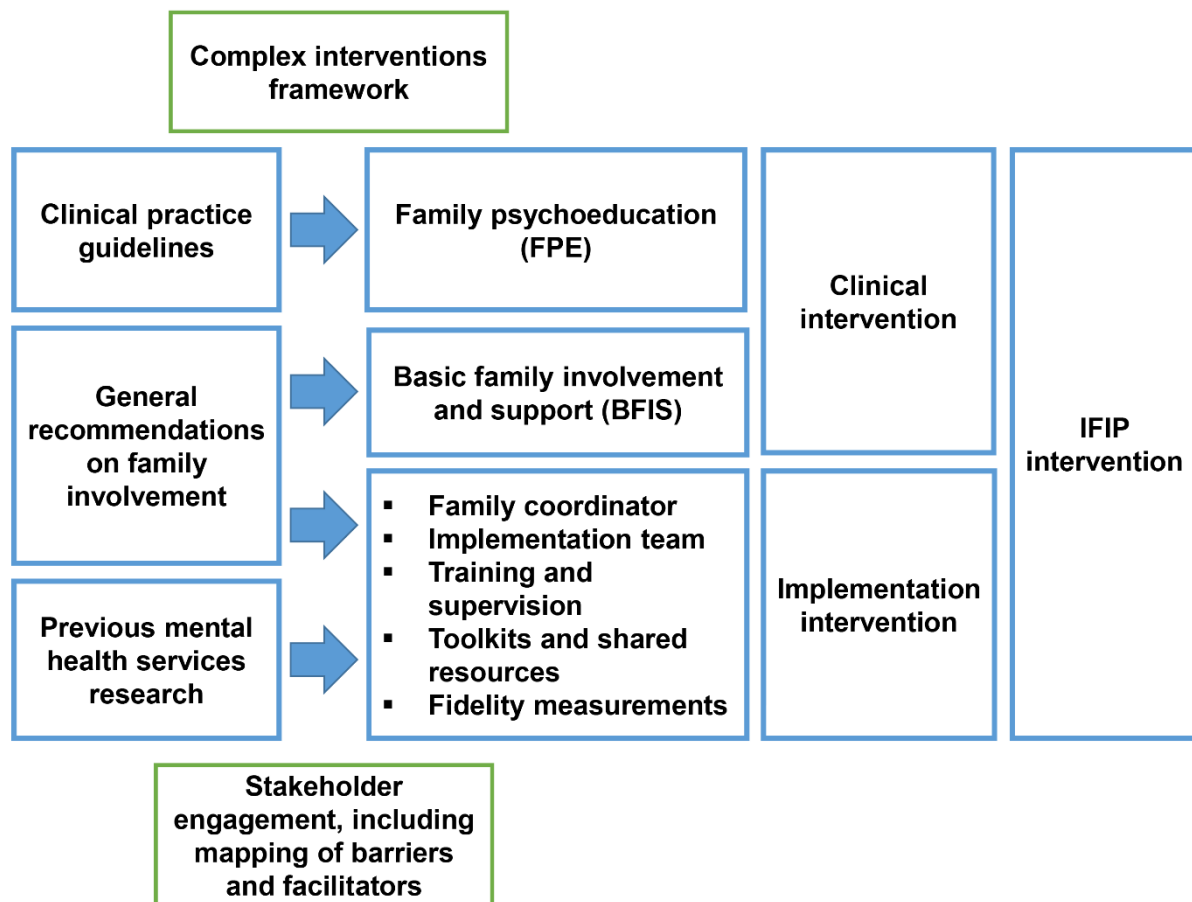 Complex interventions
framework
Clinical practice
guidelines
Family psychoeducation
(FPE)
Clinical
intervention
IFIP
intervention
General
recommendations
on family
involvement
Basic family involvement
and support (BFIS)
▪ Family coordinator
▪ Implementation team
▪ Training and
supervision
▪ Toolkits and shared
resources
▪ Fidelity measurements
Implementation
intervention
Previous mental
health services
research
Stakeholder
engagement, including
mapping of barriers
and facilitators